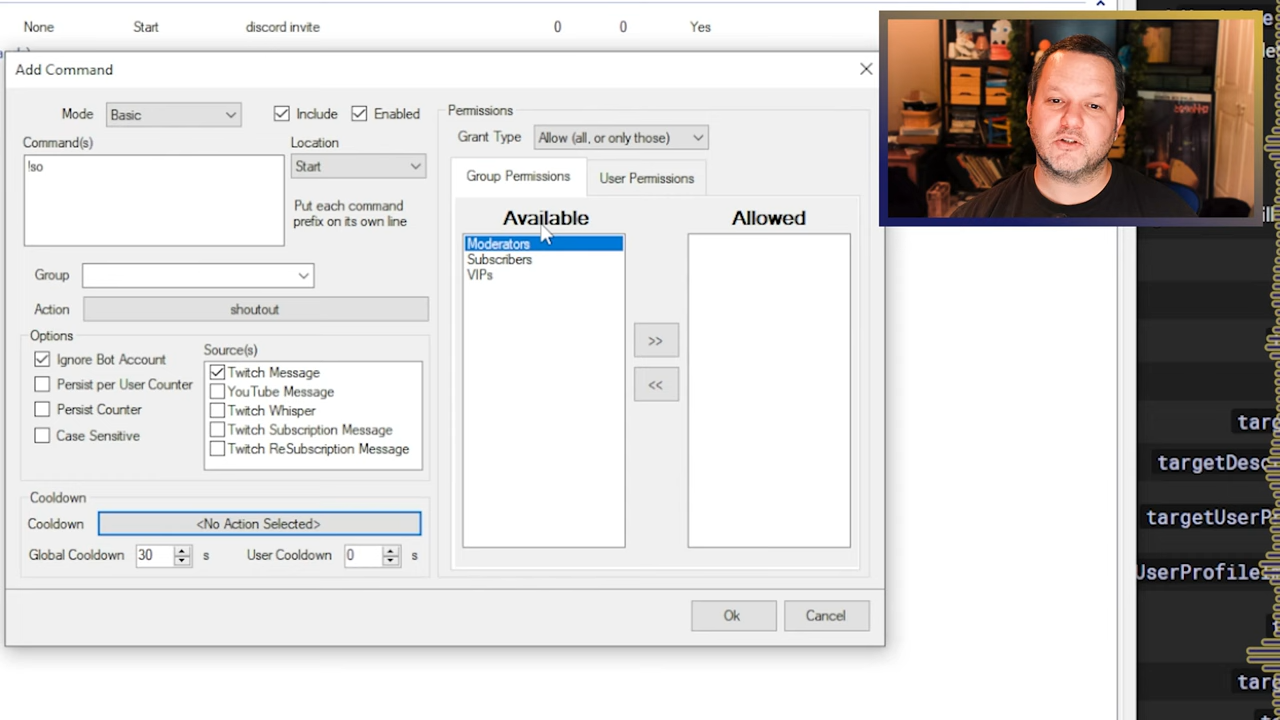 None Start discord invite 0 0 Yes
Add Command
Mode Basic Include Enabled
Command(s) Location
!so Start
Put each command
prefix on its own line
Group
Action shoutout
Options
Ignore Bot Account
Persist per User Counter
Persist Counter
Case Sensitive
Source(s)
Twitch Message
YouTube Message
Twitch Whisper
Twitch Subscription Message
Twitch ReSubscription Message
Cooldown
Cooldown <No Action Selected>
Global Cooldown 30 s User Cooldown 0 s
Permissions
Grant Type Allow (all, or only those)
Group Permissions User Permissions
Available Allowed
Moderators
Subscribers
VIPs
>>
<<
Ok Cancel
targ
targetDesc
targetUserP
UserProfileI
targ